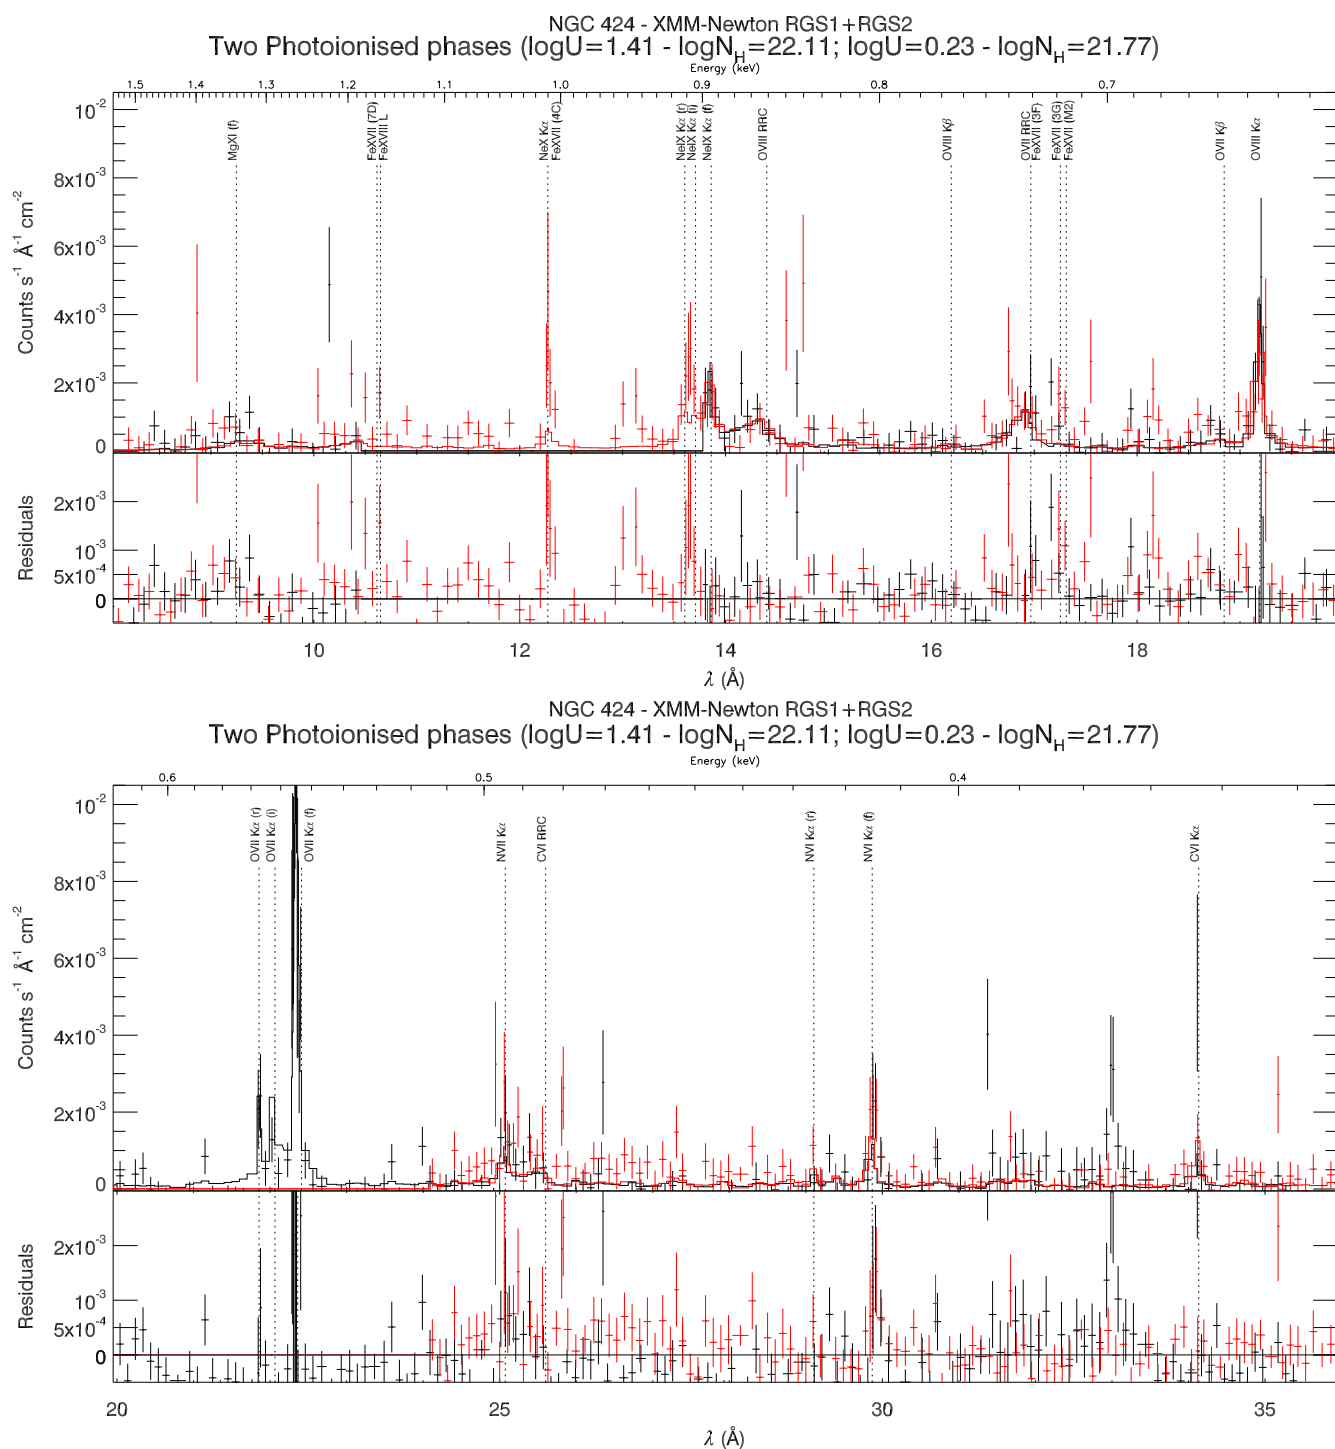 NGC 424 - XMM-Newton RGS1+RGS2
Two Photoionised phases (logU=1.41 - logN_H=22.11; logU=0.23 - logN_H=21.77)
Energy (keV)
1.5 1.4 1.3 1.2 1.1 1.0 0.9 0.8 0.7
MgXI (f)
FeXVII (7D)
FeXVIII L
NeX Kα
FeXVII (4C)
NeIX Kα (r)
NeIX Kα (i)
NeIX Kα (f)
OVIII RRC
OVIII Kβ
OVII RRC
FeXVII (3F)
FeXVII (3G)
FeXVII (M2)
OVII Kβ
OVIII Kα
Counts s⁻¹ Å⁻¹ cm⁻²
10⁻²
8x10⁻³
6x10⁻³
4x10⁻³
2x10⁻³
0
Residuals
2x10⁻³
10⁻³
5x10⁻⁴
0
10 12 14 16 18
λ (Å)
NGC 424 - XMM-Newton RGS1+RGS2
Two Photoionised phases (logU=1.41 - logN_H=22.11; logU=0.23 - logN_H=21.77)
Energy (keV)
0.6 0.5 0.4
OVII Kα (r)
OVII Kα (i)
OVII Kα (f)
NVII Kα
CVI RRC
NVI Kα (r)
NVI Kα (f)
CVI Kα
Counts s⁻¹ Å⁻¹ cm⁻²
10⁻²
8x10⁻³
6x10⁻³
4x10⁻³
2x10⁻³
0
Residuals
2x10⁻³
10⁻³
5x10⁻⁴
0
20 25 30 35
λ (Å)